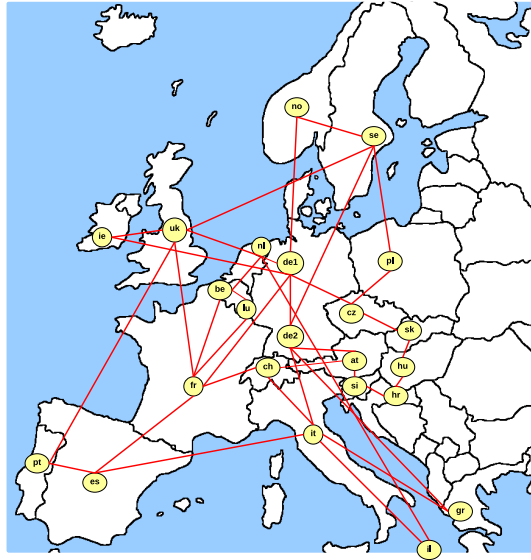 no
se
uk
ie
nl
de1
pl
be
lu
cz
sk
de2
at
ch
hu
fr
si
hr
it
pt
es
gr
il